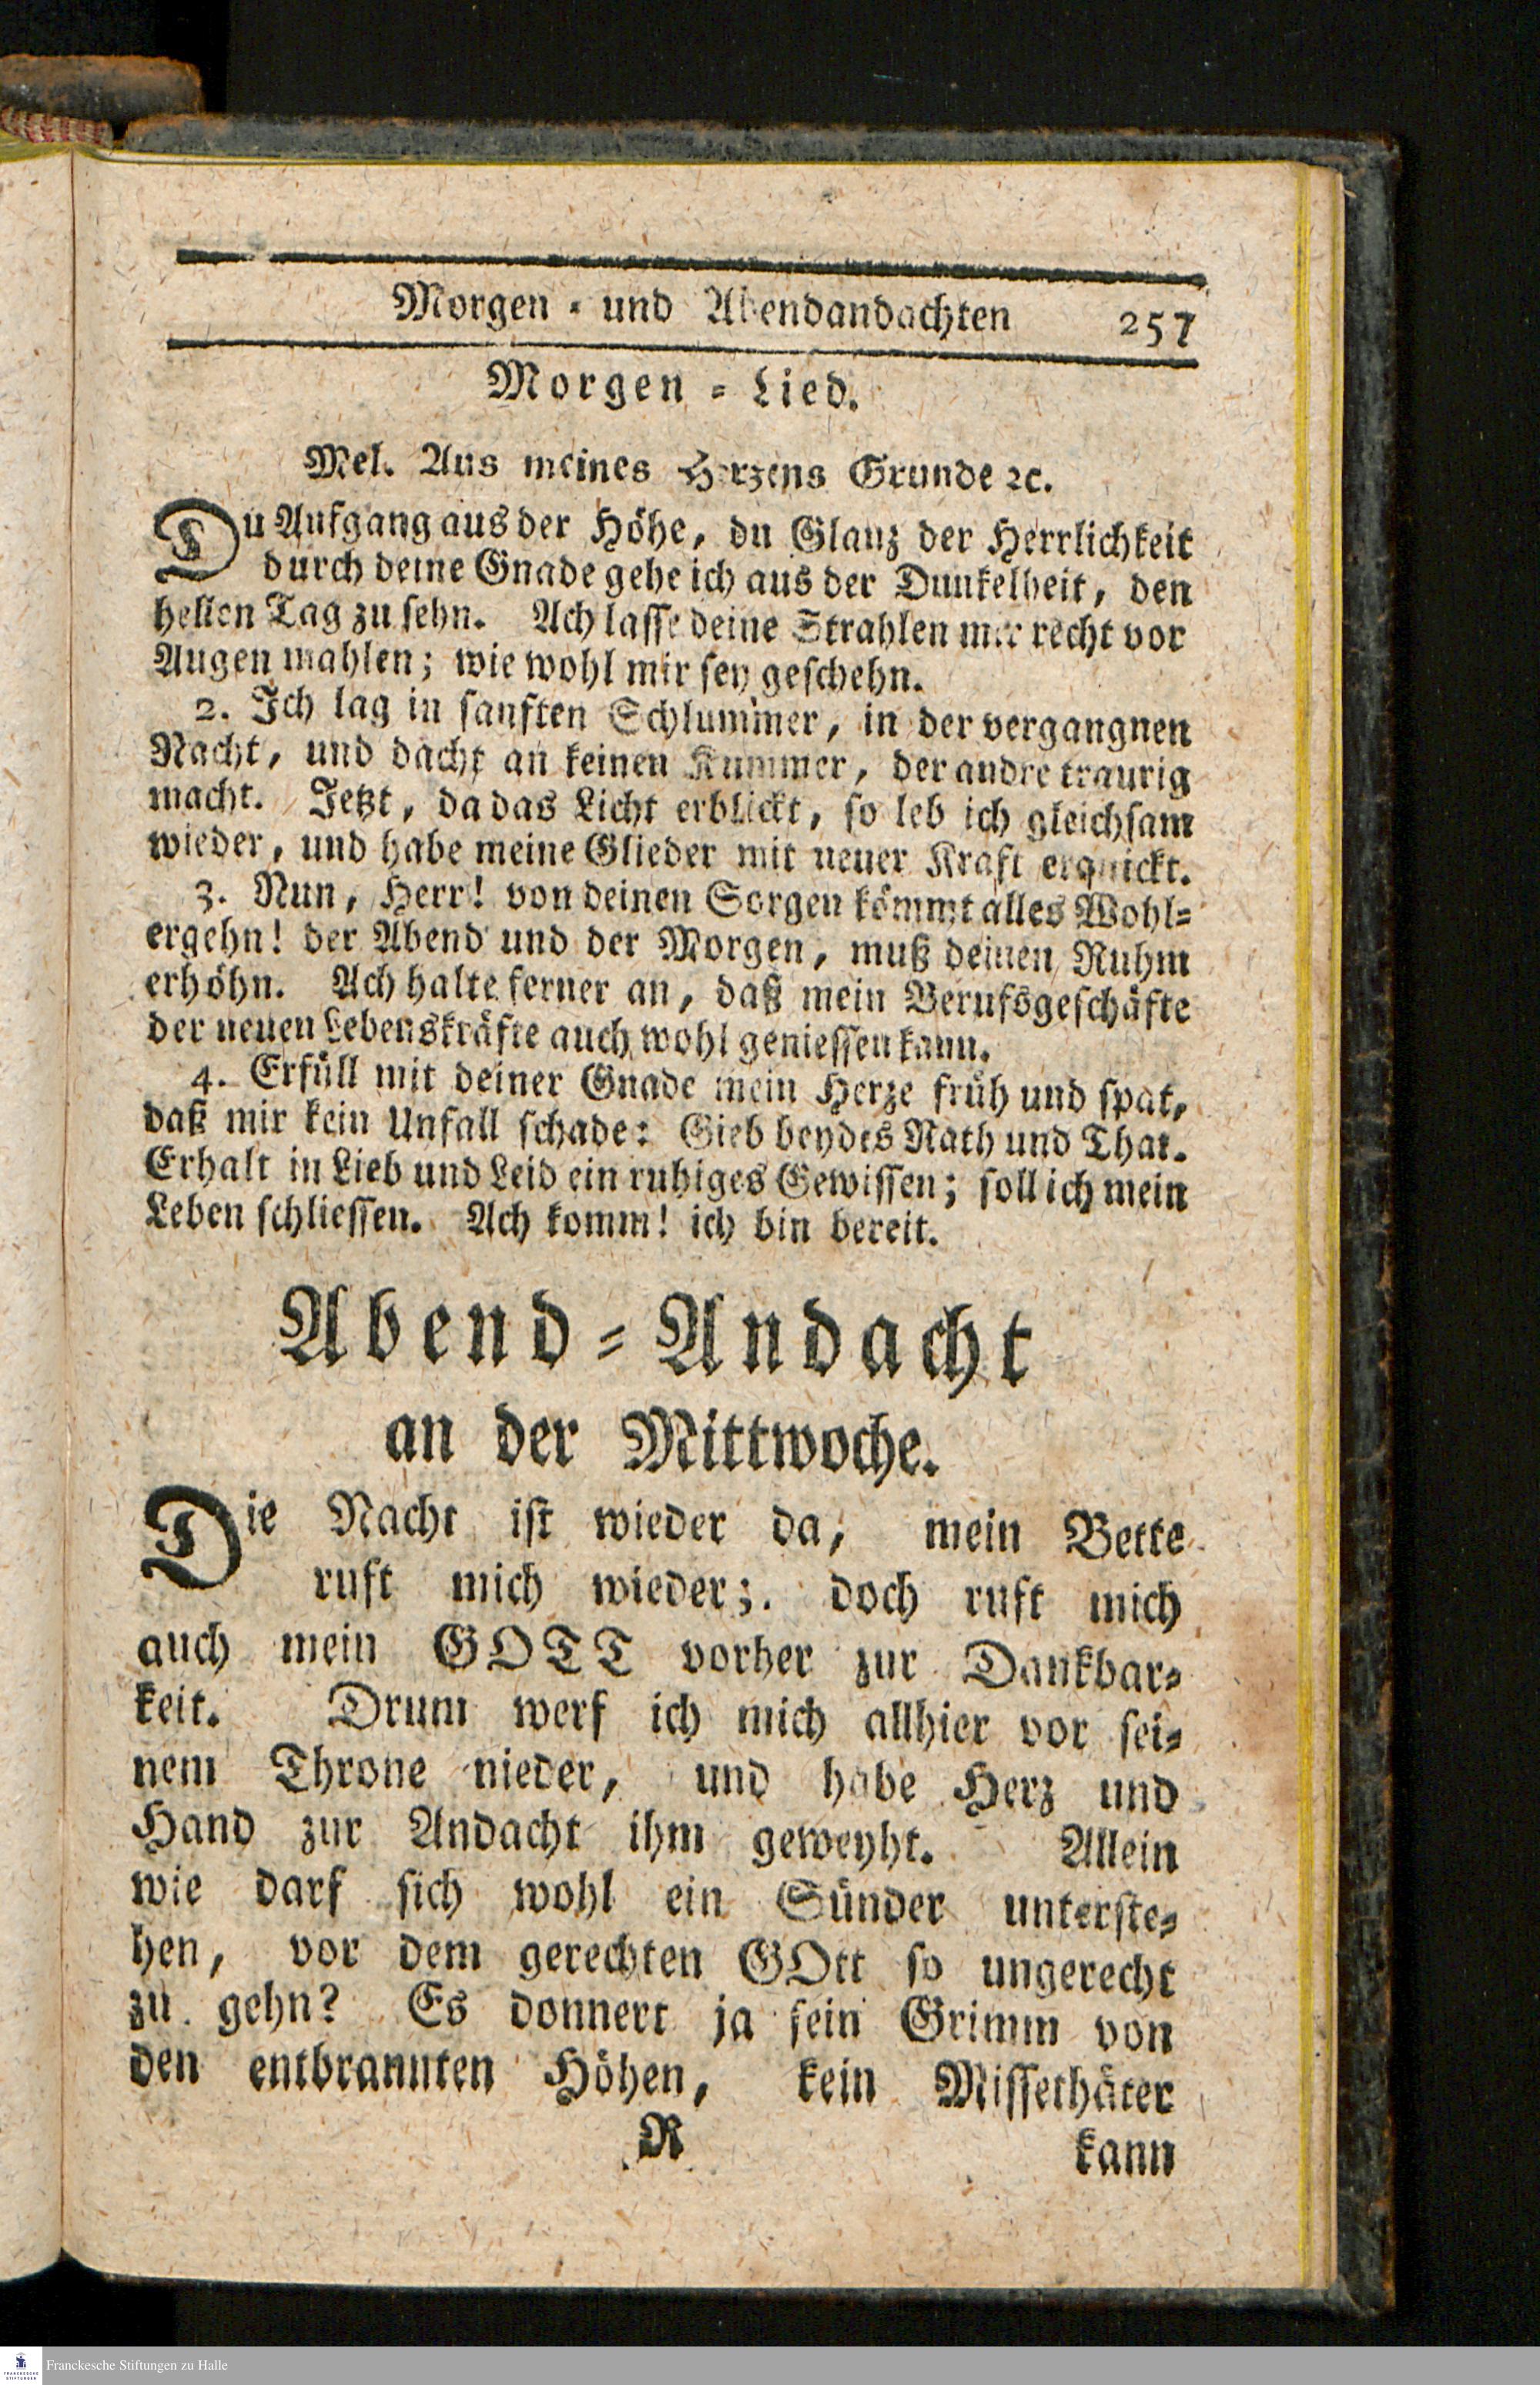 Morgen - und Abendandachten 257
Morgen - Lied.
Mel. Aus meines Herzens Grunde ꝛc.
Du Aufgang aus der Höhe, du Glanz der Herrlichkeit
durch deine Gnade gehe ich aus der Dunkelheit, den
hellen Tag zu sehn. Ach lasse deine Strahlen mir recht vor
Augen mahlen; wie wohl mir sey geschehn.
2. Ich lag in sanften Schlummer, in der vergangnen
Nacht, und dacht an keinen Kummer, der andre traurig
macht. Jetzt, da das Licht erblickt, so leb ich gleichsam
wieder, und habe meine Glieder mit neuer Kraft erquickt.
3. Nun, Herr! von deinen Sorgen kömmt alles Wohl-
ergehn! der Abend und der Morgen, muß deinen Ruhm
erhöhn. Ach halte ferner an, daß mein Berufsgeschäfte
der neuen Lebenskräfte auch wohl geniessen kann.
4. Erfüll mit deiner Gnade mein Herze früh und spat,
daß mir kein Unfall schade: Gieb beydes Rath und That.
Erhalt in Lieb und Leid ein ruhiges Gewissen; soll ich mein
Leben schliessen. Ach komm! ich bin bereit.
Abend-Andacht
an der Mittwoche.
Die Nacht ist wieder da, mein Bette
ruft mich wieder; doch ruft mich
auch mein GOTT vorher zur Dankbar-
keit. Drum werf ich mich allhier vor sei-
nem Throne nieder, und habe Herz und
Hand zur Andacht ihm geweyht. Allein
wie darf sich wohl ein Sünder unterste-
hen, vor dem gerechten GOtt so ungerecht
zu gehn? Es donnert ja sein Grimm von
den entbrannten Höhen, kein Missethäter
R kann
Franckesche Stiftungen zu Halle